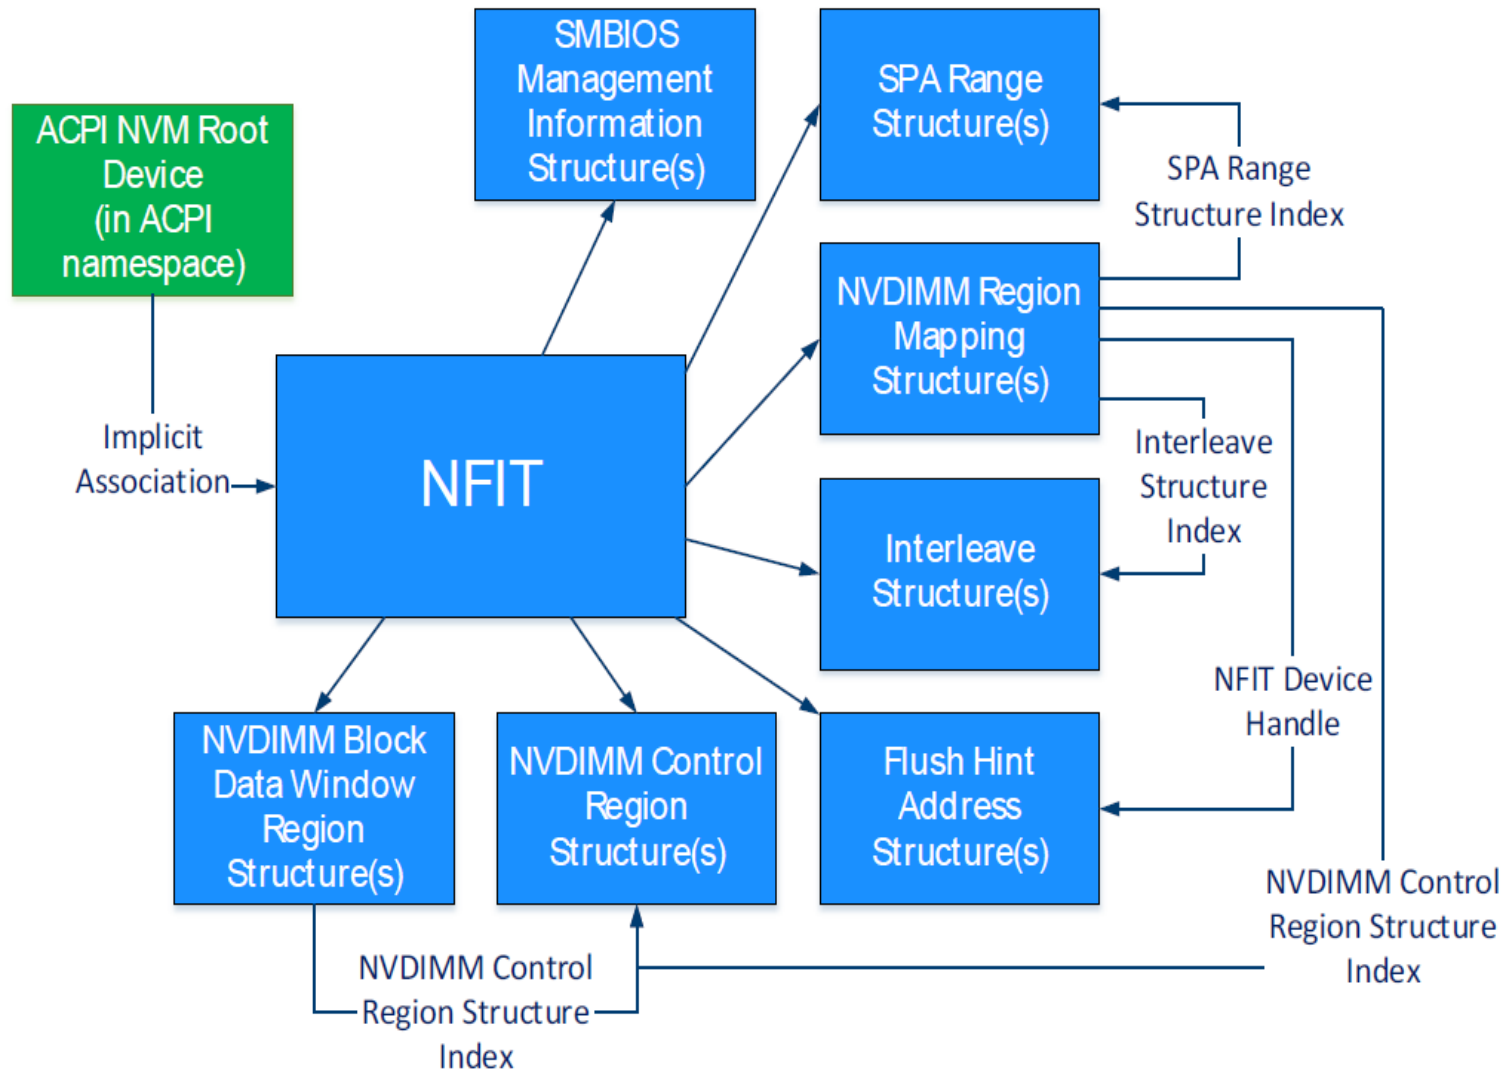 SMBIOS
Management
Information
Structure(s)
SPA Range
Structure(s)
ACPI NVM Root
Device
(in ACPI
namespace)
SPA Range
Structure Index
NVDIMM Region
Mapping
Structure(s)
Implicit
Association
NFIT
Interleave
Structure
Index
Interleave
Structure(s)
NFIT Device
Handle
NVDIMM Block
Data Window
Region
Structure(s)
NVDIMM Control
Region
Structure(s)
Flush Hint
Address
Structure(s)
NVDIMM Control
Region Structure
Index
NVDIMM Control
Region Structure
Index